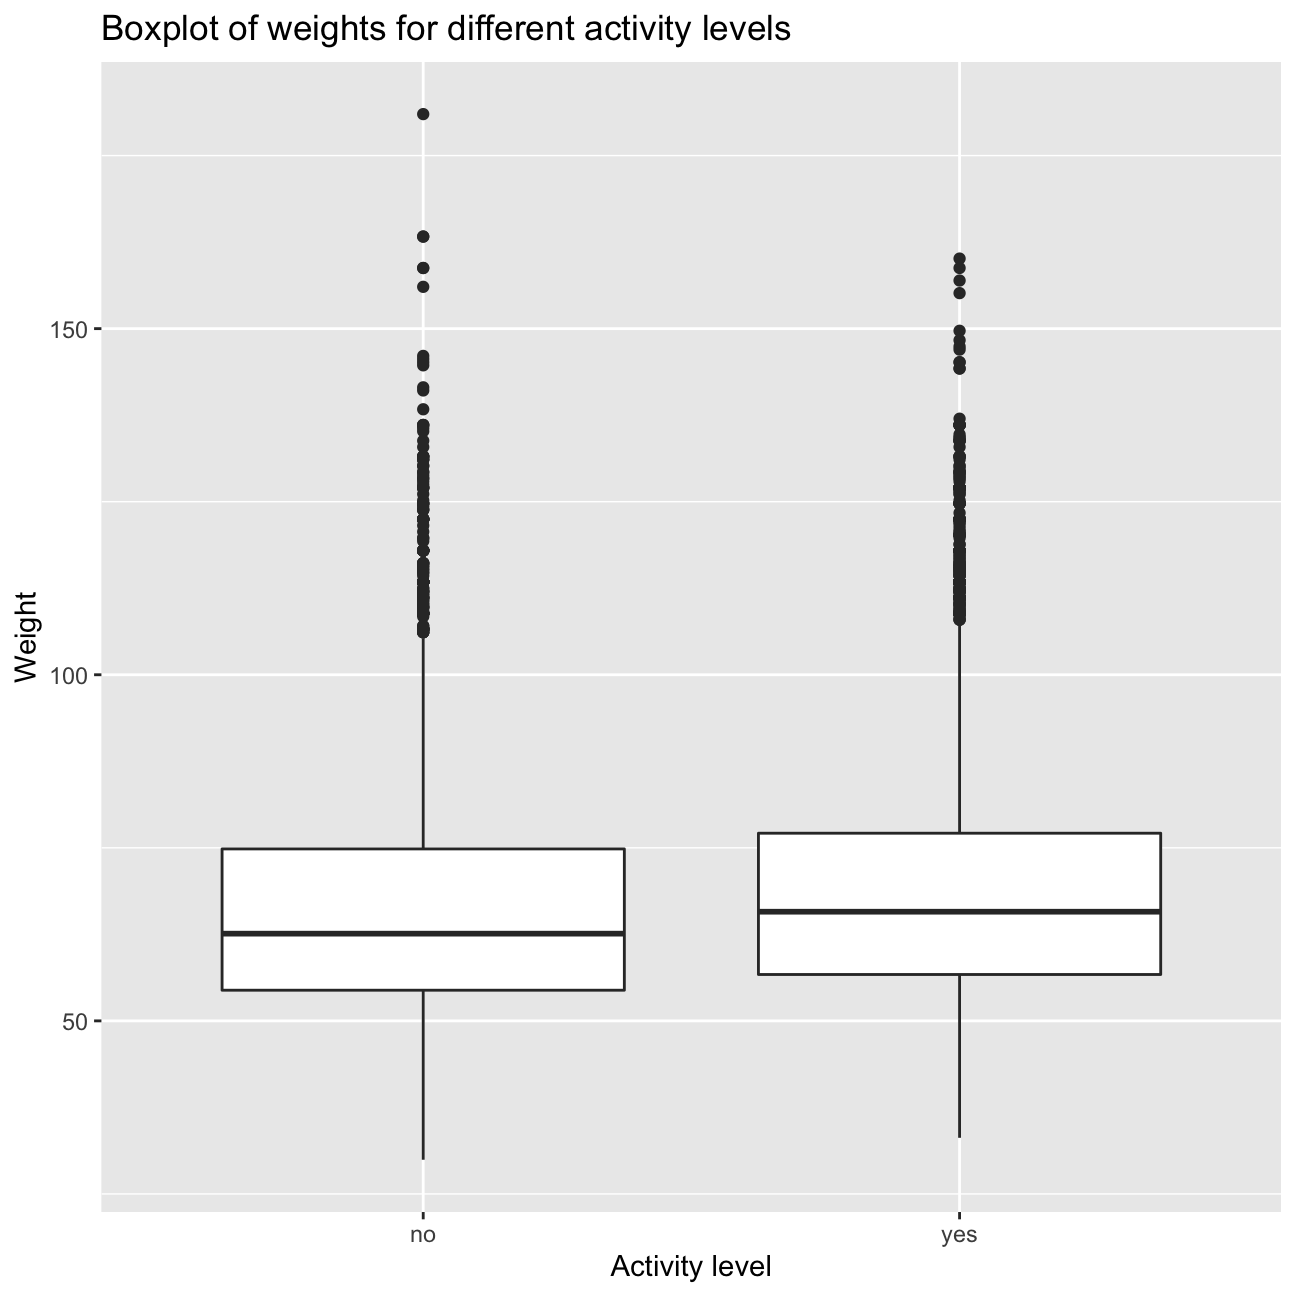 Boxplot of weights for different activity levels
150
100
50
Weight
no
yes
Activity level